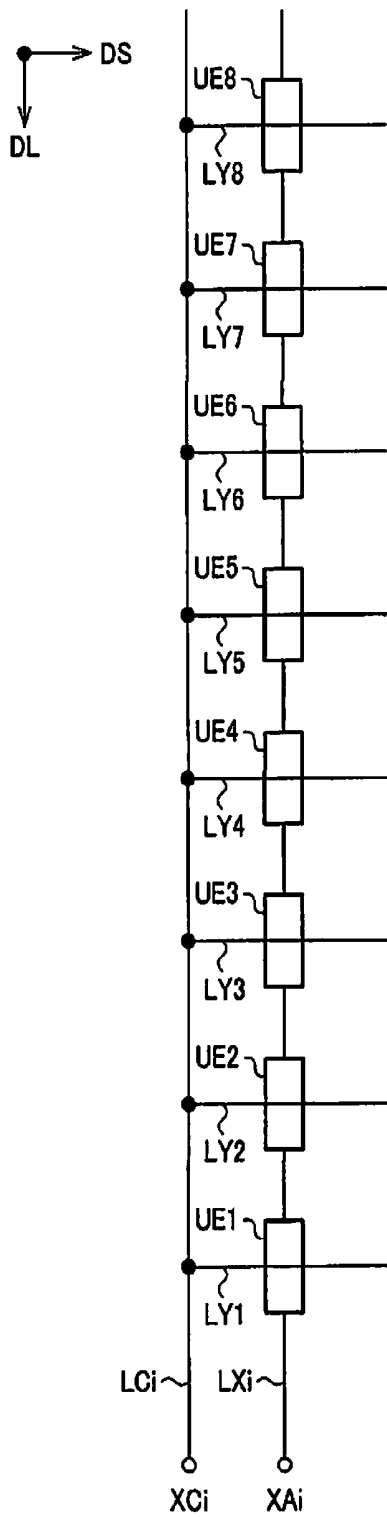 DS
DL
UE8
LY8
UE7
LY7
UE6
LY6
UE5
LY5
UE4
LY4
UE3
LY3
UE2
LY2
UE1
LY1
LCi LXi
XCi XAi